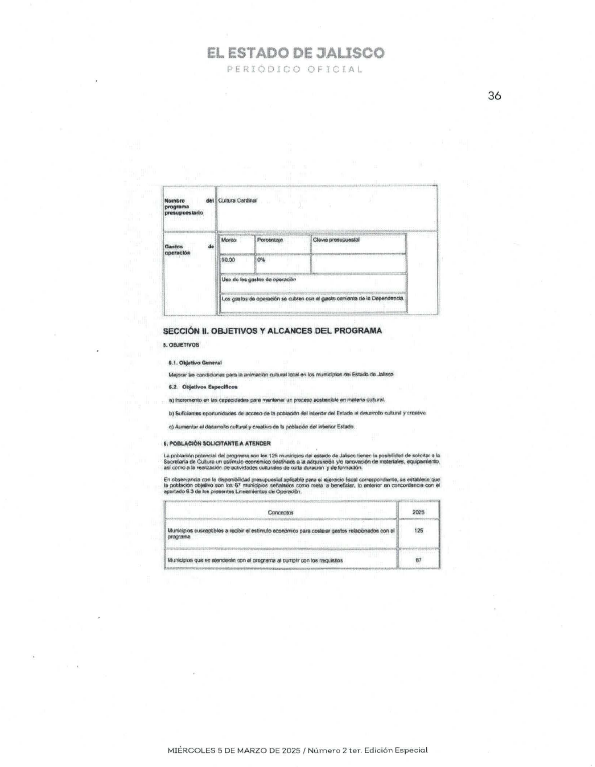 EL ESTADO DE JALISCO
PERIÓDICO OFICIAL
36
Nombre del
programa
presupuestario
Cultura Cardinal
Gastos de
operación
Monto Porcentaje Clave presupuestal
$0.00 0%
Uso de los gastos de operación
Los gastos de operación se cubren con el gasto corriente de la Dependencia.
SECCIÓN II. OBJETIVOS Y ALCANCES DEL PROGRAMA
5. OBJETIVOS
5.1. Objetivo General
Mejorar las condiciones para la animación cultural local en los municipios del Estado de Jalisco
5.2. Objetivos Específicos
a) Incremento en las capacidades para mantener un proceso sostenible en materia cultural.
b) Suficientes oportunidades de acceso de la población del interior del Estado al desarrollo cultural y creativo
c) Aumentar el desarrollo cultural y creativo de la población del interior Estado
6. POBLACIÓN SOLICITANTE A ATENDER
La población potencial del programa son los 125 municipios del estado de Jalisco tienen la posibilidad de solicitar a la
Secretaría de Cultura un estímulo económico destinado a la adquisición y/o renovación de materiales, equipamiento,
así como a la realización de actividades culturales de corta duración y de formación.
En observancia con la disponibilidad presupuestal aplicable para el ejercicio fiscal correspondiente, se establece que
la población objetivo son los 67 municipios señalados como meta a beneficiar, lo anterior en concordancia con el
apartado 9.3 de los presentes Lineamientos de Operación.
Conceptos 2025
Municipios susceptibles a recibir el estímulo económico para costear gastos relacionados con el
programa
125
Municipios que se atenderán con el programa al cumplir con los requisitos 67
MIÉRCOLES 5 DE MARZO DE 2025 / Número 2 ter. Edición Especial